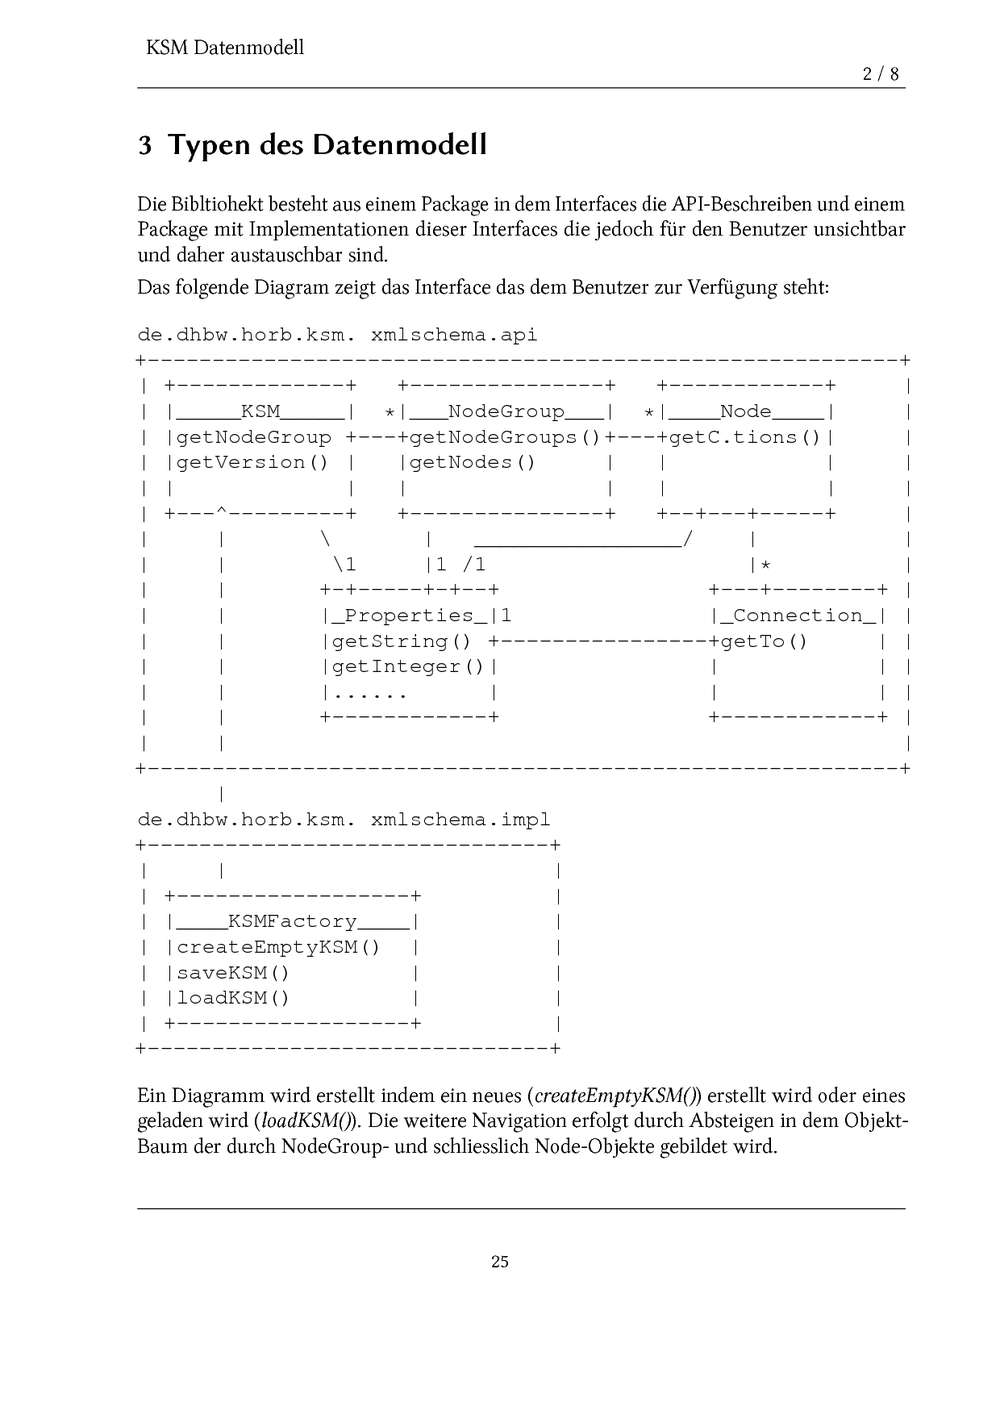 KSM Datenmodell
2 / 8
3 Typen des Datenmodell
Die Bibltiohekt besteht aus einem Package in dem Interfaces die API-Beschreiben und einem
Package mit Implementationen dieser Interfaces die jedoch für den Benutzer unsichtbar
und daher austauschbar sind.
Das folgende Diagram zeigt das Interface das dem Benutzer zur Verfügung steht:
de.dhbw.horb.ksm. xmlschema.api
+----------------------------------------------------------+
| +-------------+   +---------------+   +------------+     |
| |_____KSM_____|  *|___NodeGroup___|  *|____Node____|     |
| |getNodeGroup +---+getNodeGroups()+---+getC.tions()|     |
| |getVersion() |   |getNodes()     |   |            |     |
| |             |   |               |   |            |     |
| +---^---------+   +---------------+   +--+---+-----+     |
|     |       \       |   ________________/    |           |
|     |        \1     |1 /1                    |*          |
|     |       +-+-----+-+--+                +---+--------+ |
|     |       |_Properties_|1               |_Connection_| |
|     |       |getString() +----------------+getTo()     | |
|     |       |getInteger()|                |            | |
|     |       |......      |                |            | |
|     |       +------------+                +------------+ |
|     |                                                    |
+----------------------------------------------------------+
      |
de.dhbw.horb.ksm. xmlschema.impl
+-------------------------------+
|     |                         |
| +------------------+          |
| |____KSMFactory____|          |
| |createEmptyKSM()  |          |
| |saveKSM()         |          |
| |loadKSM()         |          |
| +------------------+          |
+-------------------------------+
Ein Diagramm wird erstellt indem ein neues (createEmptyKSM()) erstellt wird oder eines
geladen wird (loadKSM()). Die weitere Navigation erfolgt durch Absteigen in dem Objekt-
Baum der durch NodeGroup- und schliesslich Node-Objekte gebildet wird.
25